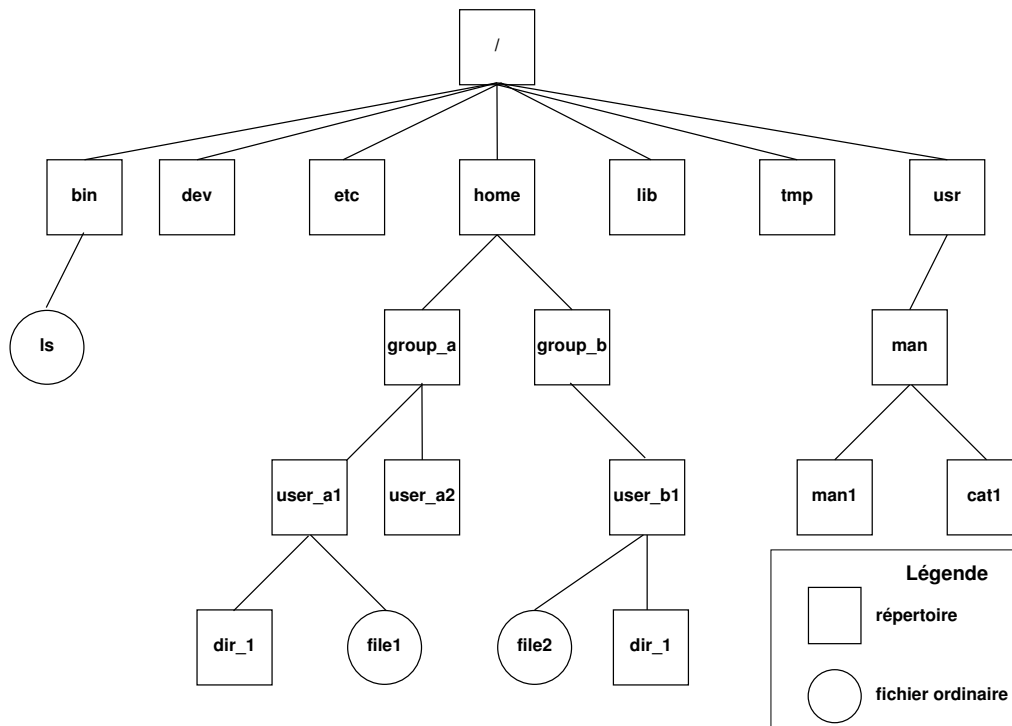 /
bin dev etc home lib tmp usr
ls group_a group_b man
user_a1 user_a2 user_b1 man1 cat1
Légende
répertoire
dir_1 file1 file2 dir_1
fichier ordinaire